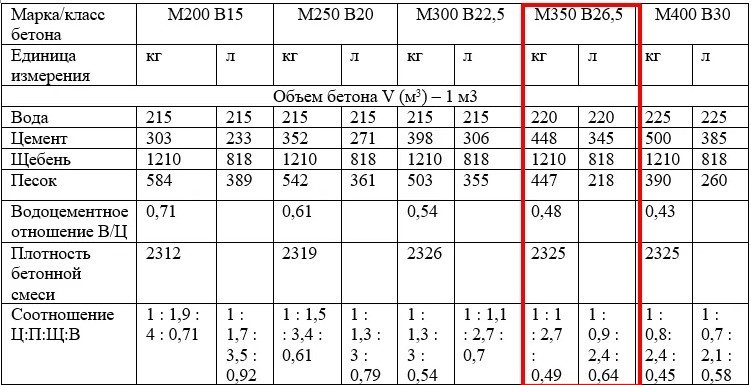 Марка/класс бетона М200 В15 М250 В20 М300 В22,5 М350 В26,5 М400 В30
Единица измерения кг л кг л кг л кг л кг л
Объем бетона V (м³) – 1 м3
Вода 215 215 215 215 215 215 220 220 225 225
Цемент 303 233 352 271 398 306 448 345 500 385
Щебень 1210 818 1210 818 1210 818 1210 818 1210 818
Песок 584 389 542 361 503 355 447 218 390 260
Водоцементное отношение В/Ц 0,71 0,61 0,54 0,48 0,43
Плотность бетонной смеси 2312 2319 2326 2325 2325
Соотношение Ц:П:Щ:В 1 : 1,9 : 4 : 0,71 1 : 1,7 : 3,5 : 0,92 1 : 1,5 : 3,4 : 0,61 1 : 1,3 : 3 : 0,79 1 : 1,3 : 3 : 0,54 1 : 1,1 : 2,7 : 0,7 1 : 1 : 2,7 : 0,49 1 : 0,9 : 2,4 : 0,64 1 : 0,8: 2,4 : 0,45 1 : 0,7 : 2,1 : 0,58